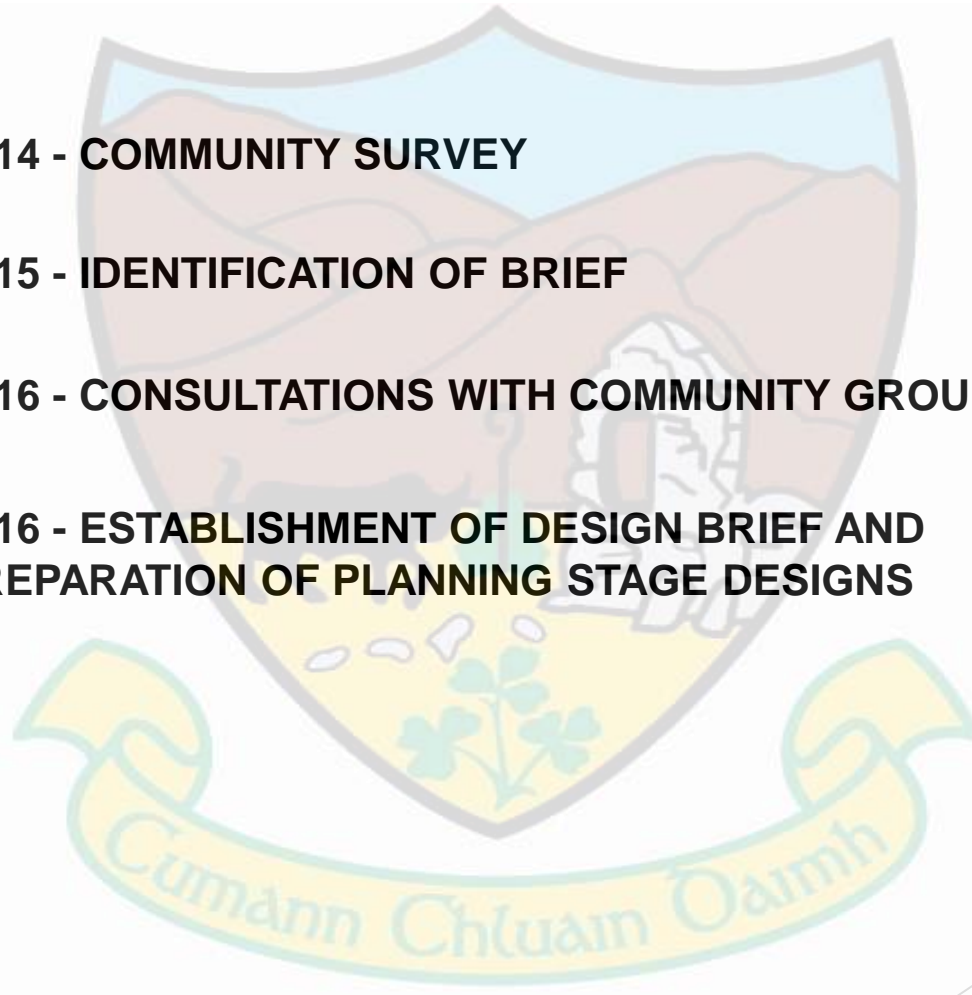 14 - COMMUNITY SURVEY
15 - IDENTIFICATION OF BRIEF
16 - CONSULTATIONS WITH COMMUNITY GROU
16 - ESTABLISHMENT OF DESIGN BRIEF AND
REPARATION OF PLANNING STAGE DESIGNS
Cumann Chluain Daimh